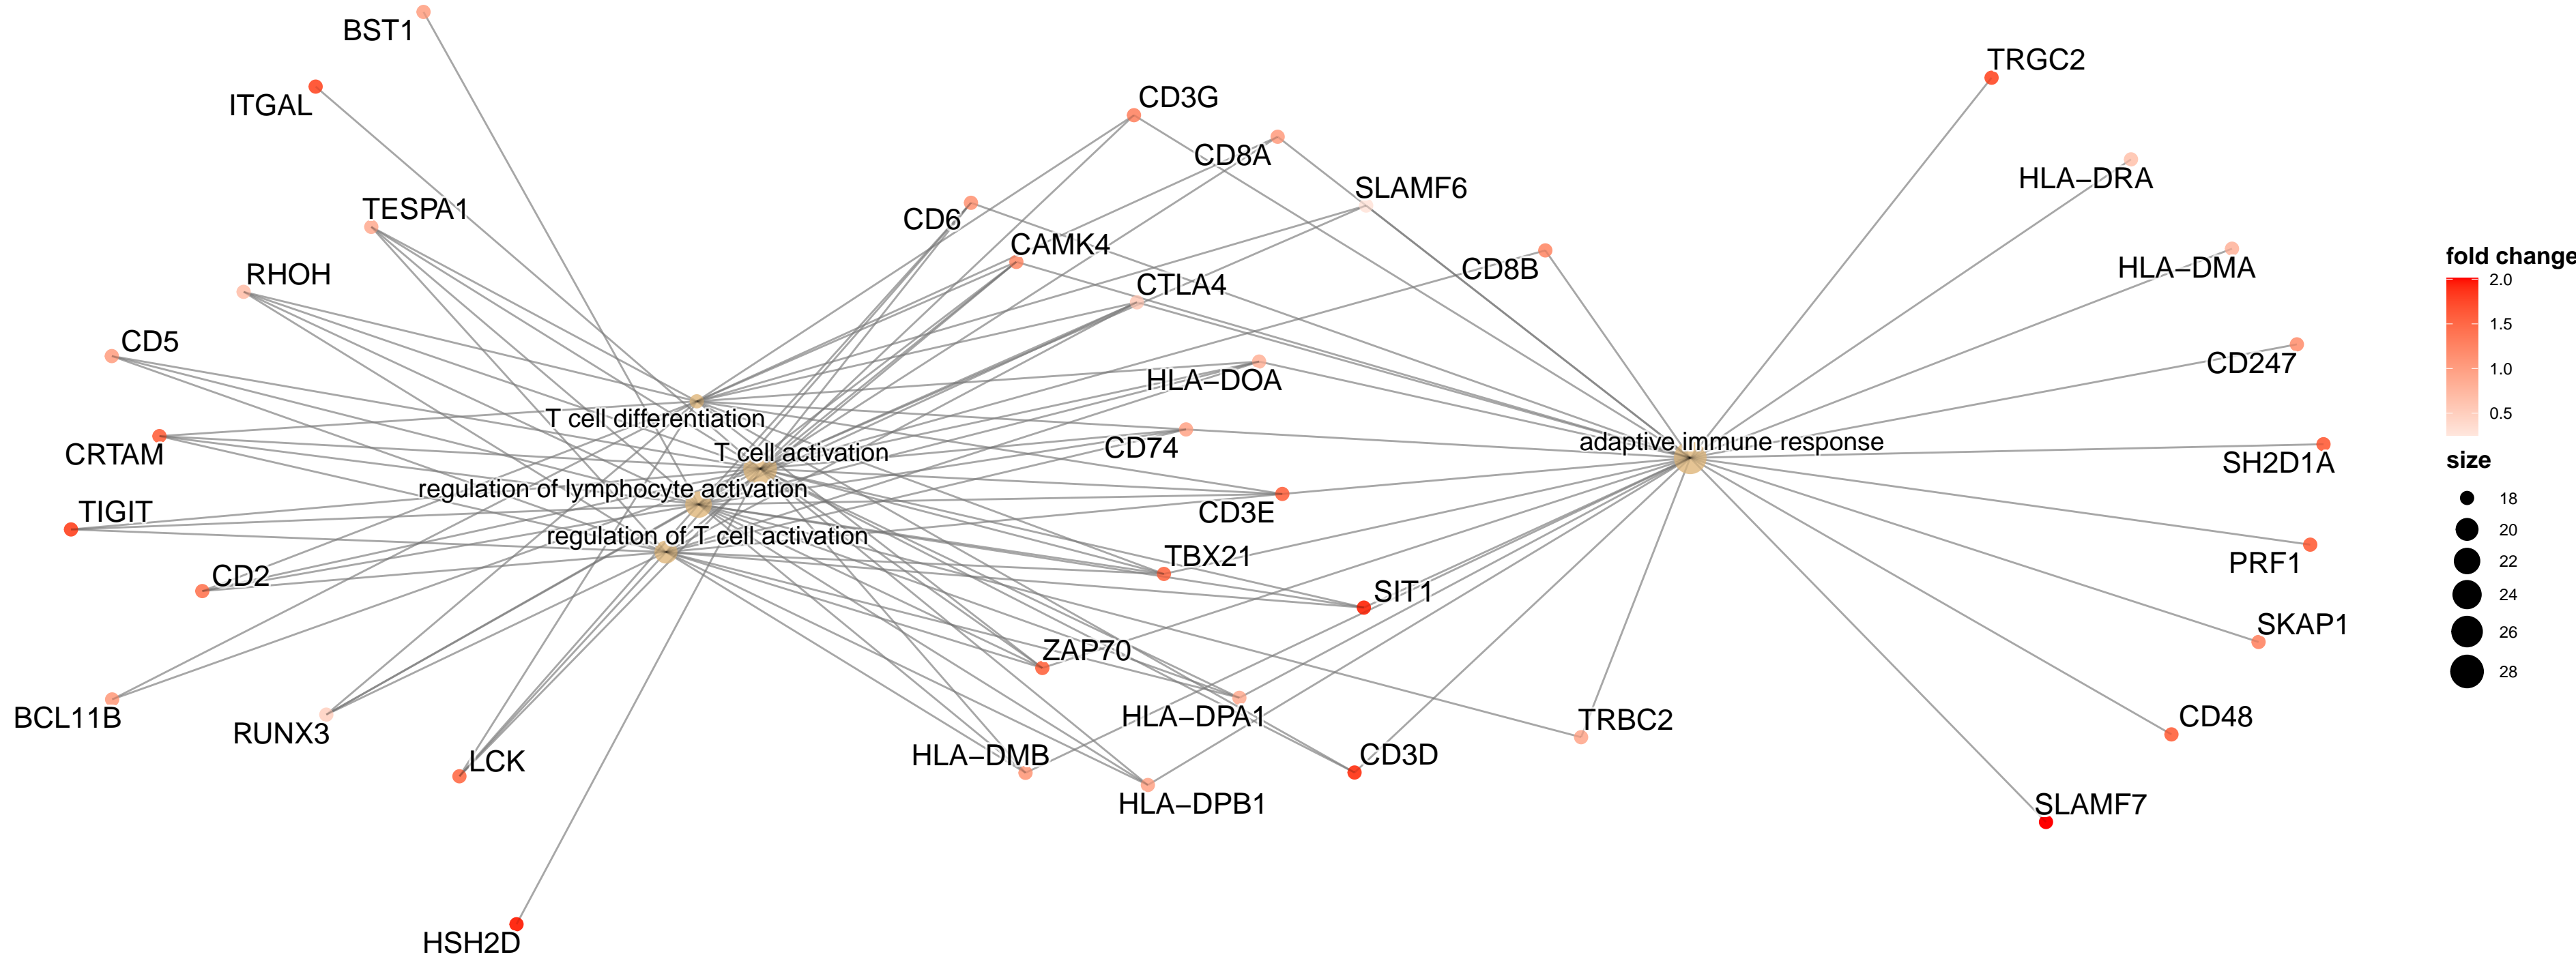 BST1
ITGAL
TESPA1
RHOH
CD5
CRTAM
TIGIT
CD2
BCL11B
RUNX3
LCK
HSH2D
T cell differentiation
T cell activation
regulation of lymphocyte activation
regulation of T cell activation
CD3G
CD8A
SLAMF6
CD6
CAMK4
CTLA4
CD8B
HLA−DOA
CD74
CD3E
TBX21
SIT1
ZAP70
HLA−DPA1
HLA−DMB
CD3D
HLA−DPB1
TRBC2
adaptive immune response
TRGC2
HLA−DRA
HLA−DMA
CD247
SH2D1A
PRF1
SKAP1
CD48
SLAMF7
fold change
2.0
1.5
1.0
0.5
size
18
20
22
24
26
28